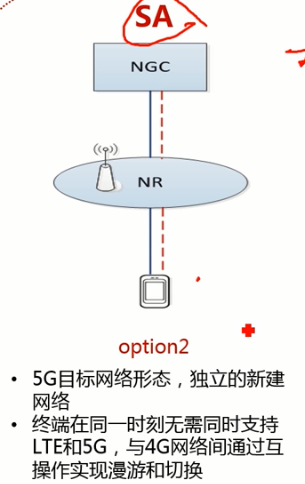 SA
NGC
NR
option2
• 5G目标网络形态，独立的新建
网络
• 终端在同一时刻无需同时支持
LTE和5G，与4G网络间通过互
操作实现漫游和切换